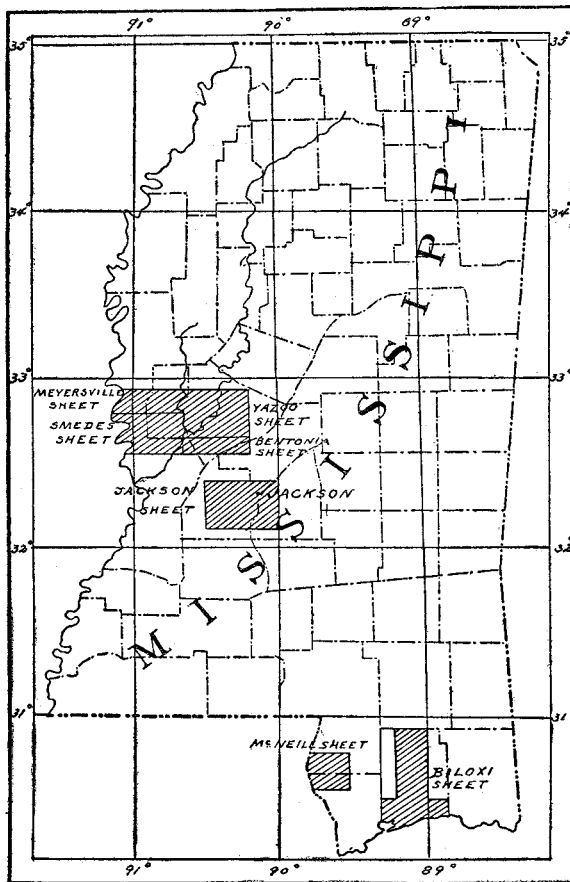 91° 90° 89°
35° 35°
34° 34°
33° 33°
MEYERSVILLE
SHEET
YAZOO
SHEET
SMEDES
SHEET
BENTONIA
SHEET
JACKSON
SHEET
JACKSON
32° 32°
MISSISSIPPI
31° 31°
McNEILE SHEET
BILOXI
SHEET
91° 90° 89°